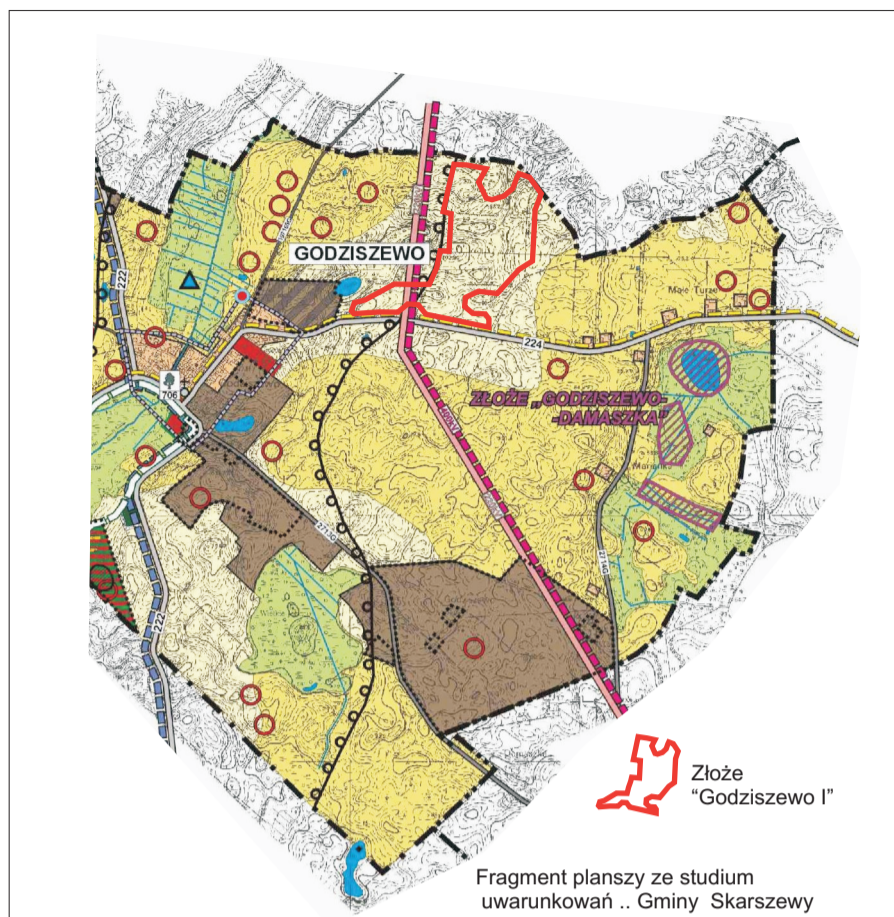 GODZISZEWO
222
Małe Turze
224
ZŁOŻE „GODZISZEWO-
-DAMASZKA"
706
222
Złoże
“Godziszewo I”
Fragment planszy ze studium
uwarunkowań .. Gminy Skarszewy